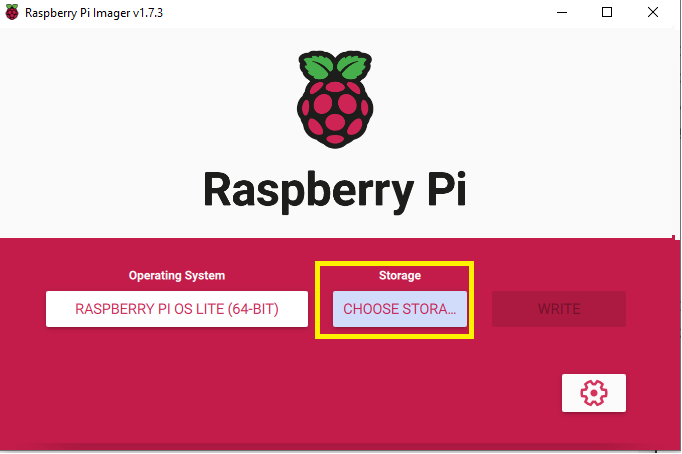 Raspberry Pi Imager v1.7.3
Raspberry Pi
Operating System
Storage
RASPBERRY PI OS LITE (64-BIT)
CHOOSE STORA...
WRITE